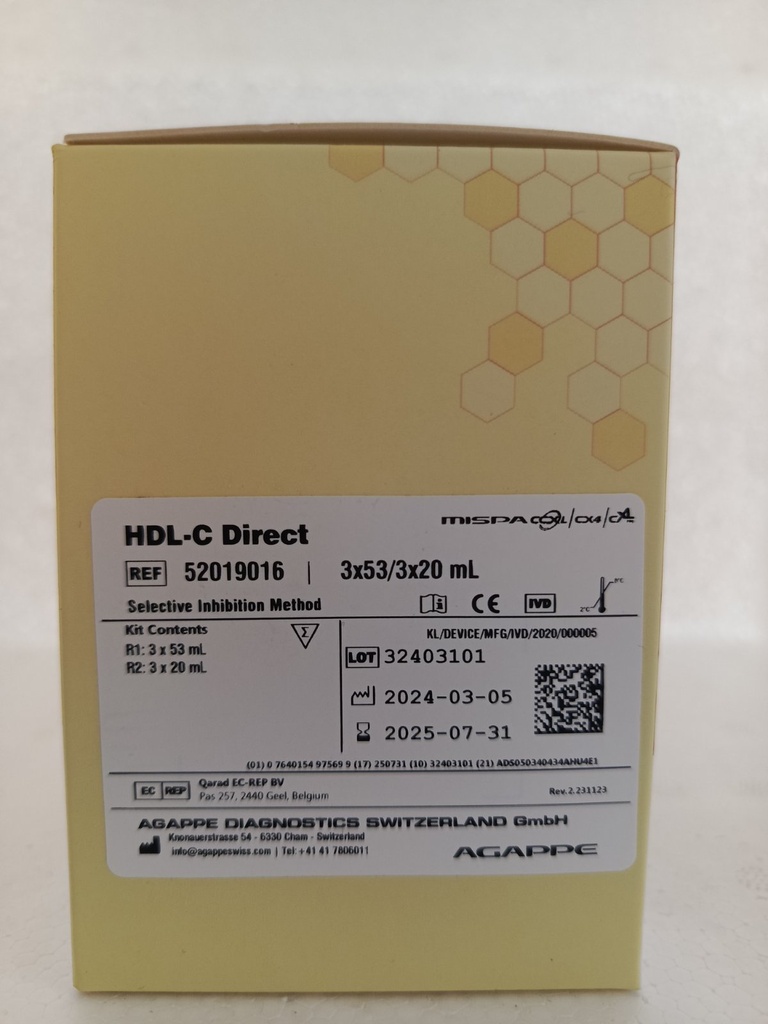 HDL-C Direct
MISPA
REF 52019016 | 3x53/3x20 mL
Selective Inhibition Method
CE IVD 2°C 8°C
Kit Contents
R1: 3 x 53 mL
R2: 3 x 20 mL
Σ
KL/DEVICE/MFG/IVD/2020/000005
LOT 32403101
2024-03-05
2025-07-31
(01) 0 7640154 97569 9 (17) 250731 (10) 32403101 (21) ADS050340434AHU4E1
EC REP Qarad EC-REP BV
Pas 257, 2440 Geel, Belgium
Rev.2.231123
AGAPPE DIAGNOSTICS SWITZERLAND GmbH
Knonauerstrasse 54 - 6330 Cham - Switzerland
info@agappeswiss.com | Tel: +41 41 7806011
AGAPPE